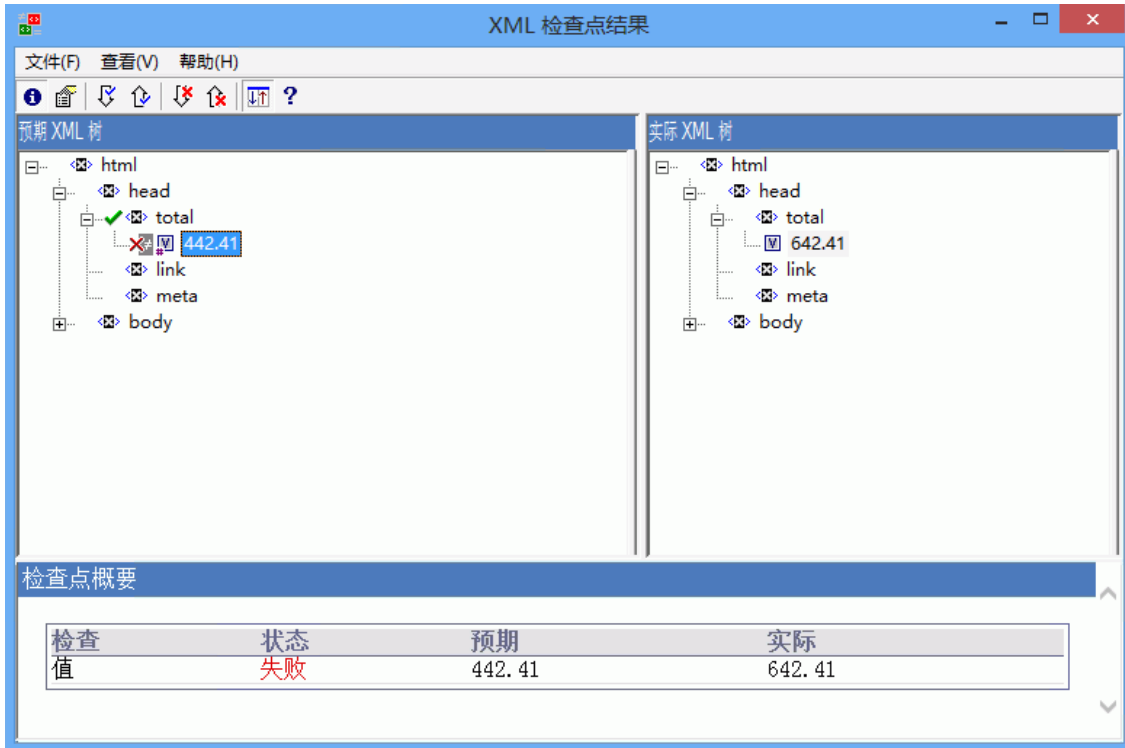 XML 检查点结果
文件(F) 查看(V) 帮助(H)
预期 XML 树
html
head
total
442.41
link
meta
body
实际 XML 树
html
head
total
642.41
link
meta
body
检查点概要
检查 状态 预期 实际
值 失败 442.41 642.41